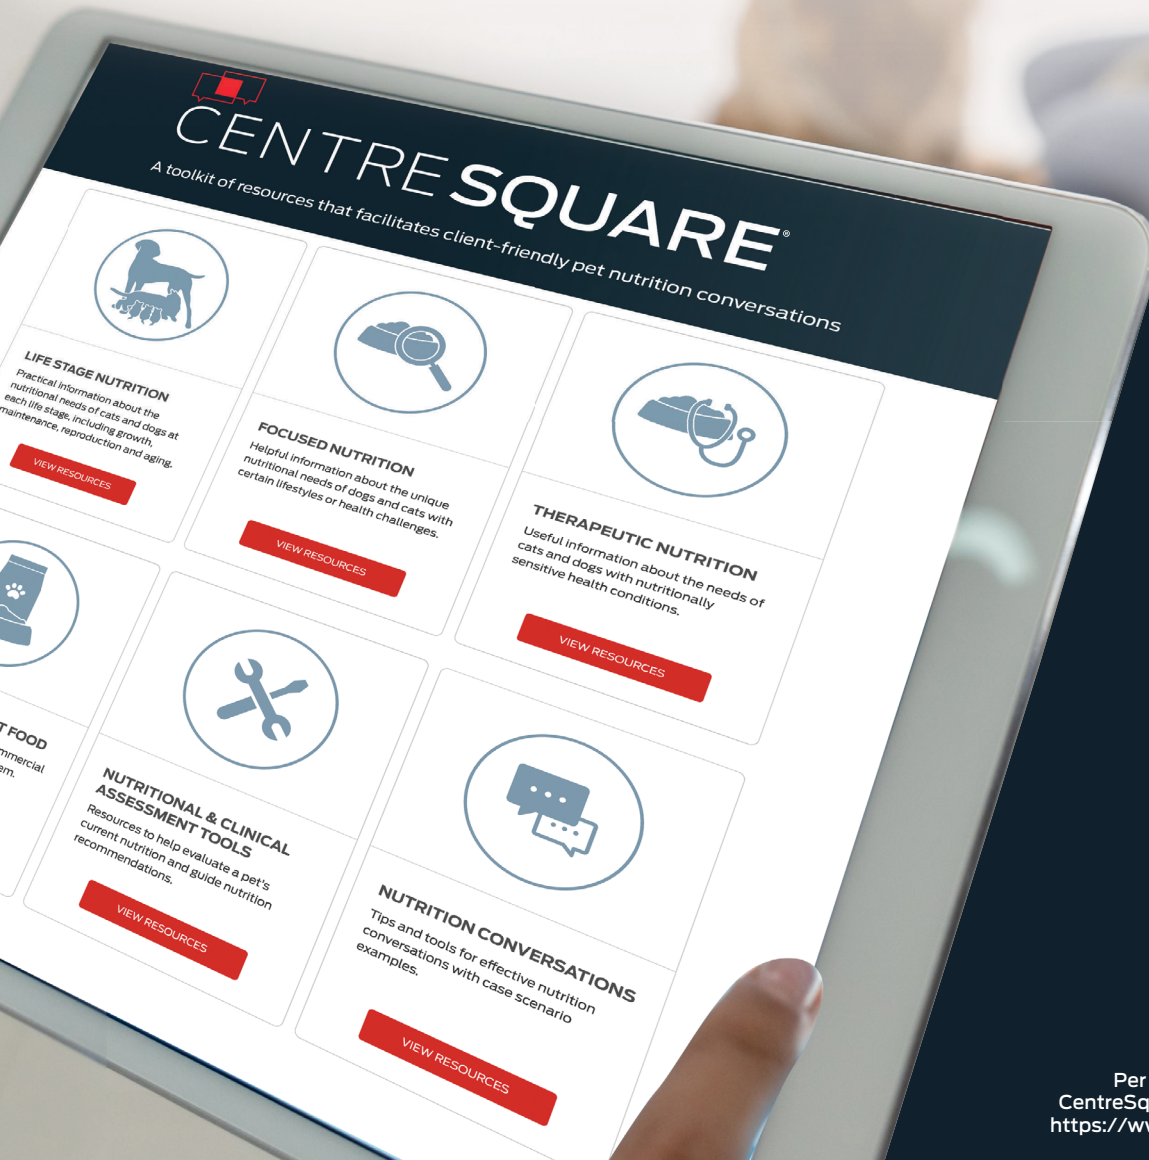 CENTRE SQUARE®
A toolkit of resources that facilitates client-friendly pet nutrition conversations
LIFE STAGE NUTRITION
Practical information about the
nutritional needs of cats and dogs at
each life stage, including growth,
maintenance, reproduction and aging.
VIEW RESOURCES
FOCUSED NUTRITION
Helpful information about the unique
nutritional needs of dogs and cats with
certain lifestyles or health challenges.
VIEW RESOURCES
THERAPEUTIC NUTRITION
Useful information about the needs of
cats and dogs with nutritionally
sensitive health conditions.
VIEW RESOURCES
FOOD
NUTRITIONAL & CLINICAL
ASSESSMENT TOOLS
Resources to help evaluate a pet's
current nutrition and guide nutrition
recommendations.
VIEW RESOURCES
NUTRITION CONVERSATIONS
Tips and tools for effective nutrition
conversations with case scenario
examples.
VIEW RESOURCES
Per
CentreSq
https://w